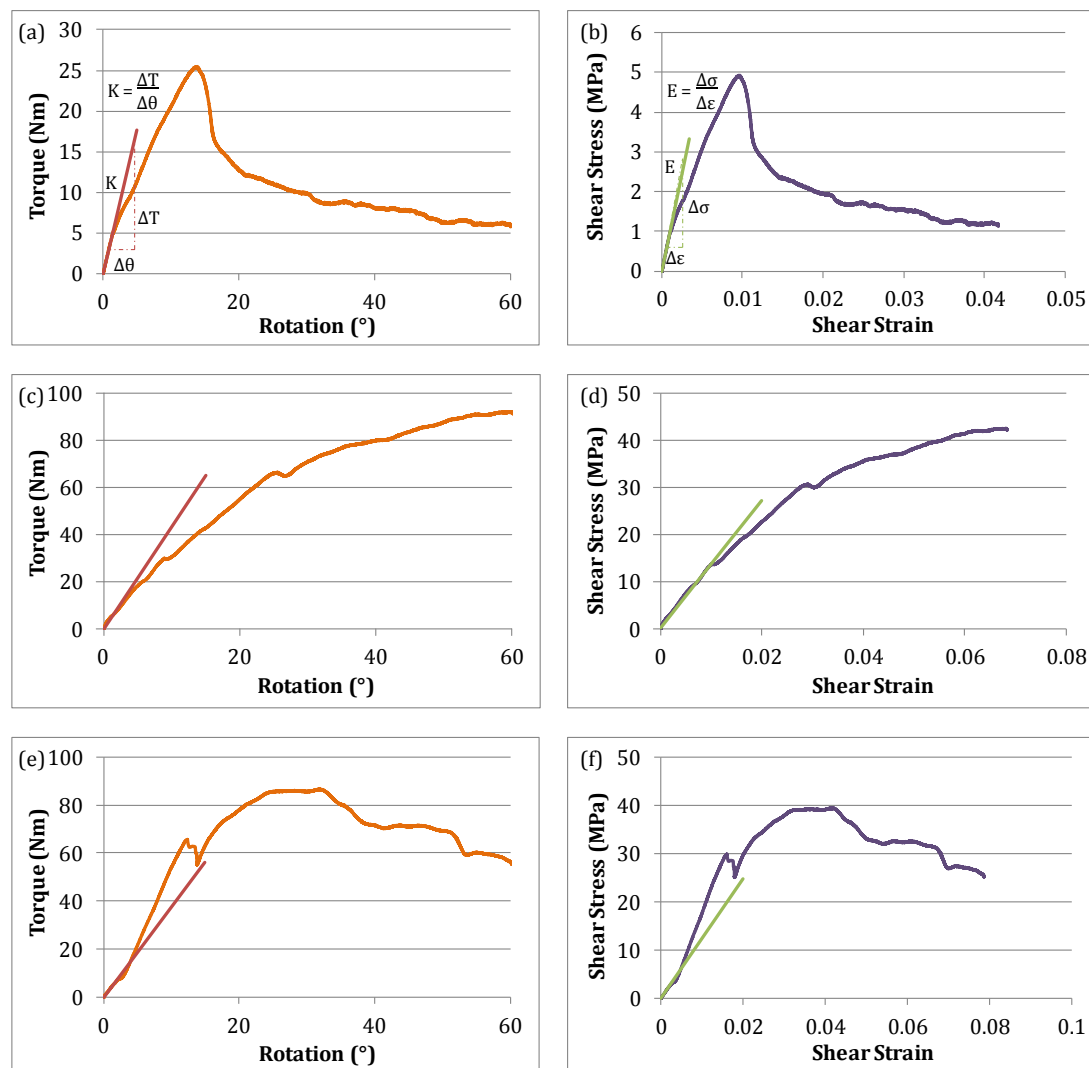 (a)
30
25
20
15
10
5
0
Torque (Nm)
K = ΔT
Δθ
K
ΔT
Δθ
0 20 40 60
Rotation (°)
(b)
6
5
4
3
2
1
0
Shear Stress (MPa)
E = Δσ
Δε
E
Δσ
Δε
0 0.01 0.02 0.03 0.04 0.05
Shear Strain
(c)
100
80
60
40
20
0
Torque (Nm)
0 20 40 60
Rotation (°)
(d)
50
40
30
20
10
0
Shear Stress (MPa)
0 0.02 0.04 0.06 0.08
Shear Strain
(e)
100
80
60
40
20
0
Torque (Nm)
0 20 40 60
Rotation (°)
(f)
50
40
30
20
10
0
Shear Stress (MPa)
0 0.02 0.04 0.06 0.08 0.1
Shear Strain